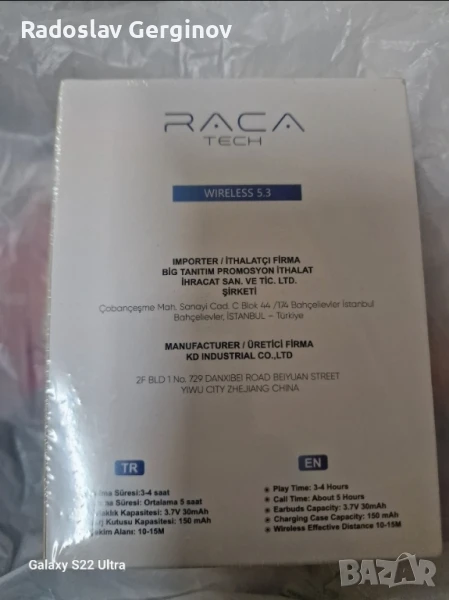 Radoslav Gerginov
RACA
TECH
WIRELESS 5.3
IMPORTER / İTHALATÇI FİRMA
BİG TANITIM PROMOSYON İTHALAT
İHRACAT SAN. VE TİC. LTD.
ŞİRKETİ
Çobançeşme Mah. Sanayi Cad. C Blok 44 /174 Bahçelievler İstanbul
Bahçelievler, İSTANBUL – Türkiye
MANUFACTURER / ÜRETİCİ FİRMA
KD INDUSTRIAL CO.,LTD
2F BLD 1 No. 729 DANXIBEI ROAD BEIYUAN STREET
YIWU CITY ZHEJIANG CHINA
TR
Süresi:3-4 saat
Süresi: Ortalama 5 saat
Kapasitesi: 3.7V 30mAh
Kutusu Kapasitesi: 150 mAh
Alanı: 10-15M
EN
• Play Time: 3-4 Hours
• Call Time: About 5 Hours
• Earbuds Capacity: 3.7V 30mAh
• Charging Case Capacity: 150 mAh
• Wireless Effective Distance 10-15M
Galaxy S22 Ultra
BAZAR